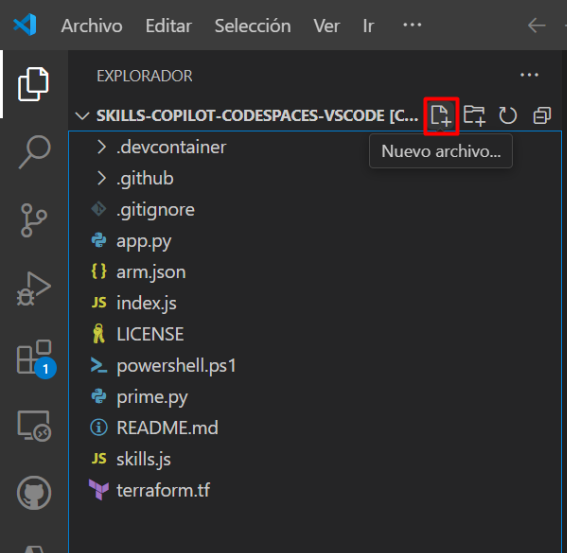 Archivo Editar Selección Ver Ir ...
EXPLORADOR ...
SKILLS-COPILOT-CODESPACES-VSCODE [C...
.devcontainer
Nuevo archivo...
.github
.gitignore
app.py
{} arm.json
JS index.js
LICENSE
powershell.ps1
1
prime.py
README.md
JS skills.js
terraform.tf